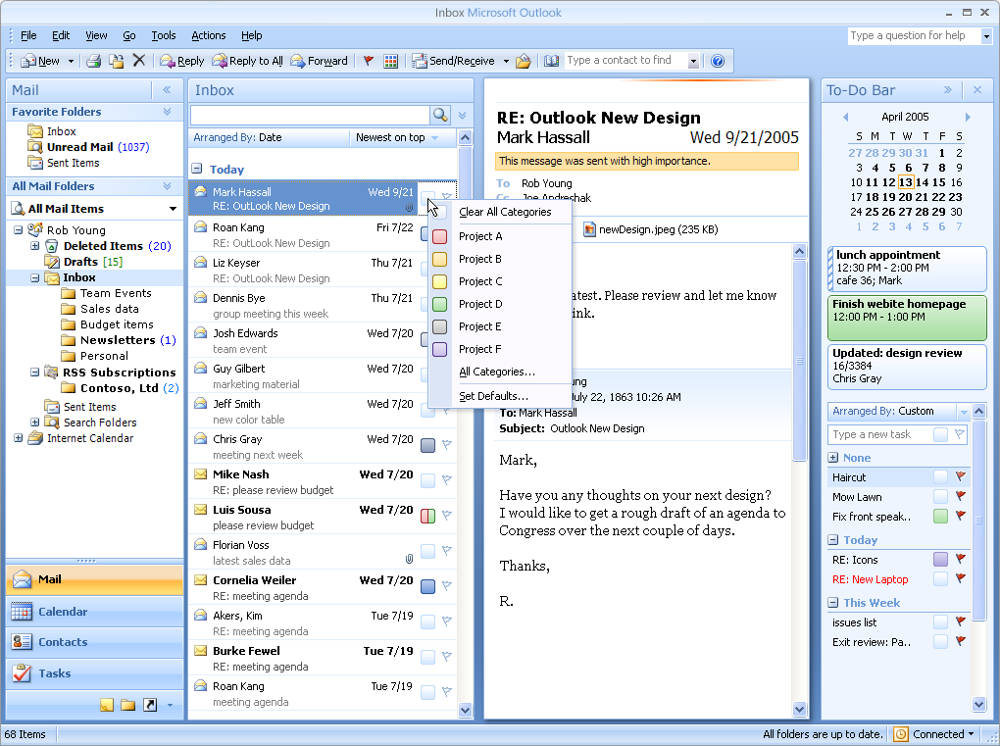 Inbox Microsoft Outlook
File Edit View Go Tools Actions Help
Type a question for help
New Reply Reply to All Forward Send/Receive Type a contact to find
Mail
Favorite Folders
Inbox
Unread Mail (1037)
Sent Items
All Mail Folders
All Mail Items
Rob Young
Deleted Items (20)
Drafts [15]
Inbox
Team Events
Sales data
Budget items
Newsletters (1)
Personal
RSS Subscriptions
Contoso, Ltd (2)
Sent Items
Search Folders
Internet Calendar
Mail
Calendar
Contacts
Tasks
Inbox
Arranged By: Date Newest on top
Today
Mark Hassall Wed 9/21
RE: OutLook New Design
Roan Kang Fri 7/22
RE: OutLook New Design
Liz Keyser Thu 7/21
RE: OutLook New Design
Dennis Bye Thu 7/21
group meeting this week
Josh Edwards Wed 7/20
team event
Guy Gilbert Wed 7/20
marketing material
Jeff Smith Wed 7/20
new color table
Chris Gray Wed 7/20
meeting next week
Mike Nash Wed 7/20
RE: please review budget
Luis Sousa Wed 7/20
please review budget
Florian Voss Wed 7/20
latest sales data
Cornelia Weiler Wed 7/20
RE: meeting agenda
Akers, Kim Tue 7/19
RE: meeting agenda
Burke Fewel Tue 7/19
RE: meeting agenda
Roan Kang Tue 7/19
meeting agenda
Clear All Categories
Project A
Project B
Project C
Project D
Project E
Project F
All Categories...
Set Defaults...
RE: Outlook New Design
Mark Hassall Wed 9/21/2005
This message was sent with high importance.
To Rob Young
Cc Joe Andreshak
newDesign.jpeg (235 KB)
atest. Please review and let me know
ink.
ung
July 22, 1863 10:26 AM
To: Mark Hassall
Subject: Outlook New Design
Mark,
Have you any thoughts on your next design?
I would like to get a rough draft of an agenda to
Congress over the next couple of days.
Thanks,
R.
To-Do Bar
April 2005
S M T W T F S
27 28 29 30 31 1 2
3 4 5 6 7 8 9
10 11 12 13 14 15 16
17 18 19 20 21 22 23
24 25 26 27 28 29 30
1 2 3 4 5 6 7
lunch appointment
12:30 PM - 2:00 PM
cafe 36; Mark
Finish webite homepage
12:00 PM - 1:00 PM
Updated: design review
16/3384
Chris Gray
Arranged By: Custom
Type a new task
None
Haircut
Mow Lawn
Fix front speak..
Today
RE: Icons
RE: New Laptop
This Week
issues list
Exit review: Pa..
68 Items
All folders are up to date. Connected